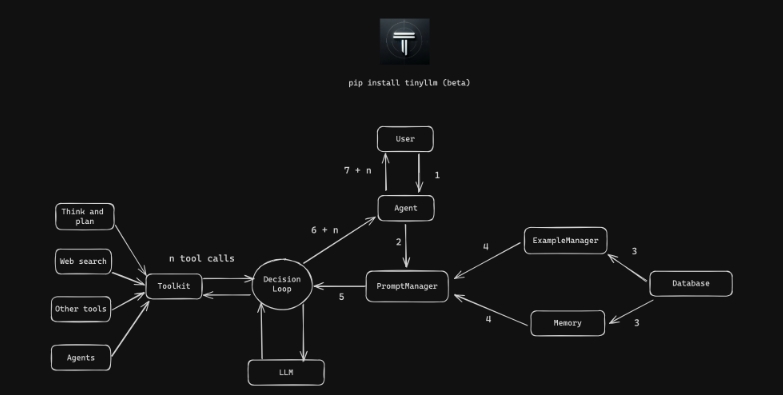 pip install tinyllm (beta)
User
7 + n
1
Agent
6 + n
2
Think and
plan
Web search
Other tools
Agents
n tool calls
Toolkit
Decision
Loop
5
PromptManager
4
4
ExampleManager
Memory
3
3
Database
LLM